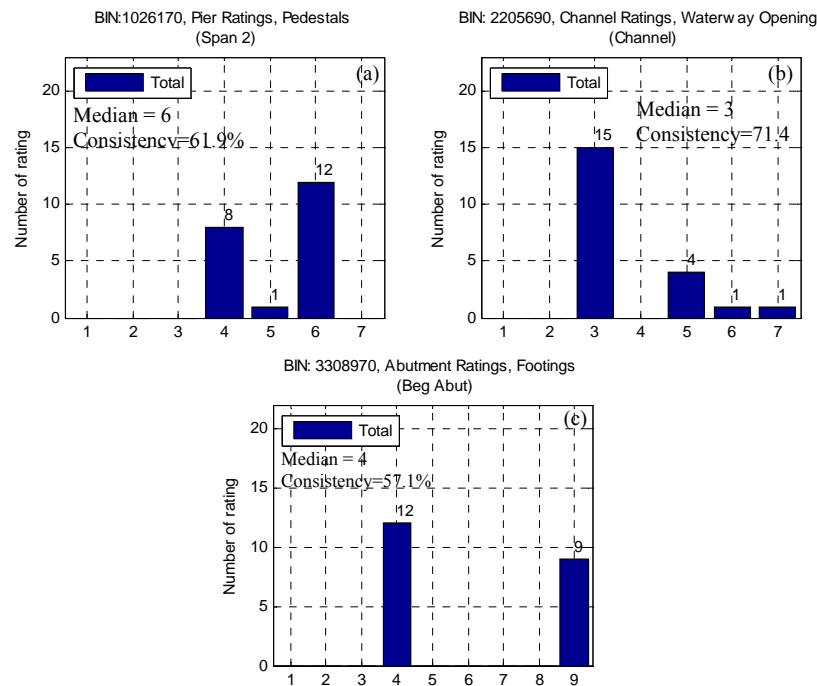 BIN:1026170, Pier Ratings, Pedestals
(Span 2)
(a)
Total
Median = 6
Consistency=61.9%
Number of rating
20
15
10
5
0
8
1
12
1 2 3 4 5 6 7
BIN: 2205690, Channel Ratings, Waterway Opening
(Channel)
(b)
Total
Median = 3
Consistency=71.4
Number of rating
20
15
10
5
0
15
4
1
1
1 2 3 4 5 6 7
BIN: 3308970, Abutment Ratings, Footings
(Beg Abut)
(c)
Total
Median = 4
Consistency=57.1%
Number of rating
20
15
10
5
0
12
9
1 2 3 4 5 6 7 8 9